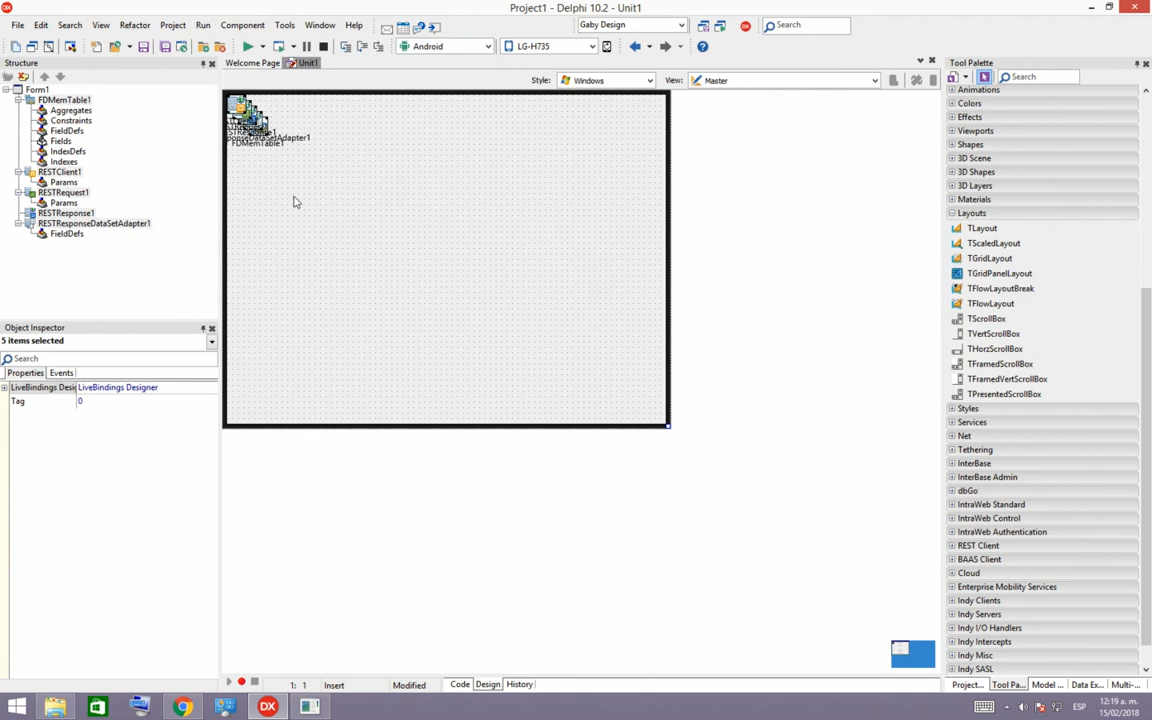 Project1 - Delphi 10.2 - Unit1
File Edit Search View Refactor Project Run Component Tools Window Help
Gaby Design
Search
Android
LG-H735
Structure
Welcome Page
Unit1
Tool Palette
Style: Windows
View: Master
Search
Form1
FDMemTable1
Aggregates
Constraints
FieldDefs
Fields
IndexDefs
Indexes
RESTClient1
Params
RESTRequest1
Params
RESTResponse1
RESTResponseDataSetAdapter1
FieldDefs
ponseDataSetAdapter1
FDMemTable1
Object Inspector
5 items selected
Search
Properties Events
LiveBindings Desig LiveBindings Designer
Tag 0
Animations
Colors
Effects
Viewports
Shapes
3D Scene
3D Shapes
3D Layers
Materials
Layouts
TLayout
TScaledLayout
TGridLayout
TGridPanelLayout
TFlowLayoutBreak
TFlowLayout
TScrollBox
TVertScrollBox
THorzScrollBox
TFramedScrollBox
TFramedVertScrollBox
TPresentedScrollBox
Styles
Services
Net
Tethering
InterBase
InterBase Admin
dbGo
IntraWeb Standard
IntraWeb Control
IntraWeb Authentication
REST Client
BAAS Client
Cloud
Enterprise Mobility Services
Indy Clients
Indy Servers
Indy I/O Handlers
Indy Intercepts
Indy Misc
Indy SASL
1: 1 Insert Modified Code Design History
Project... Tool Pa... Model ... Data Ex... Multi-...
DX
ESP
12:19 a. m.
15/02/2018